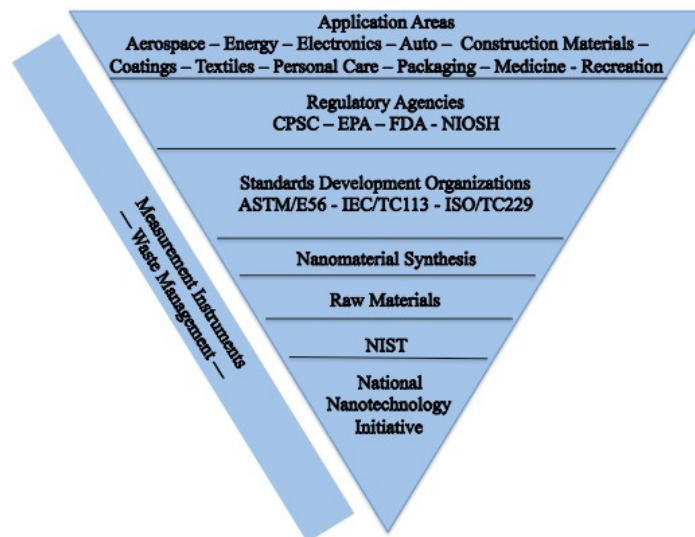 Application Areas
Aerospace – Energy – Electronics – Auto – Construction Materials –
Coatings – Textiles – Personal Care – Packaging – Medicine - Recreation
Regulatory Agencies
CPSC – EPA – FDA - NIOSH
Standards Development Organizations
ASTM/E56 - IEC/TC113 - ISO/TC229
Nanomaterial Synthesis
Raw Materials
NIST
National
Nanotechnology
Initiative
Measurement Instruments
— Waste Management —